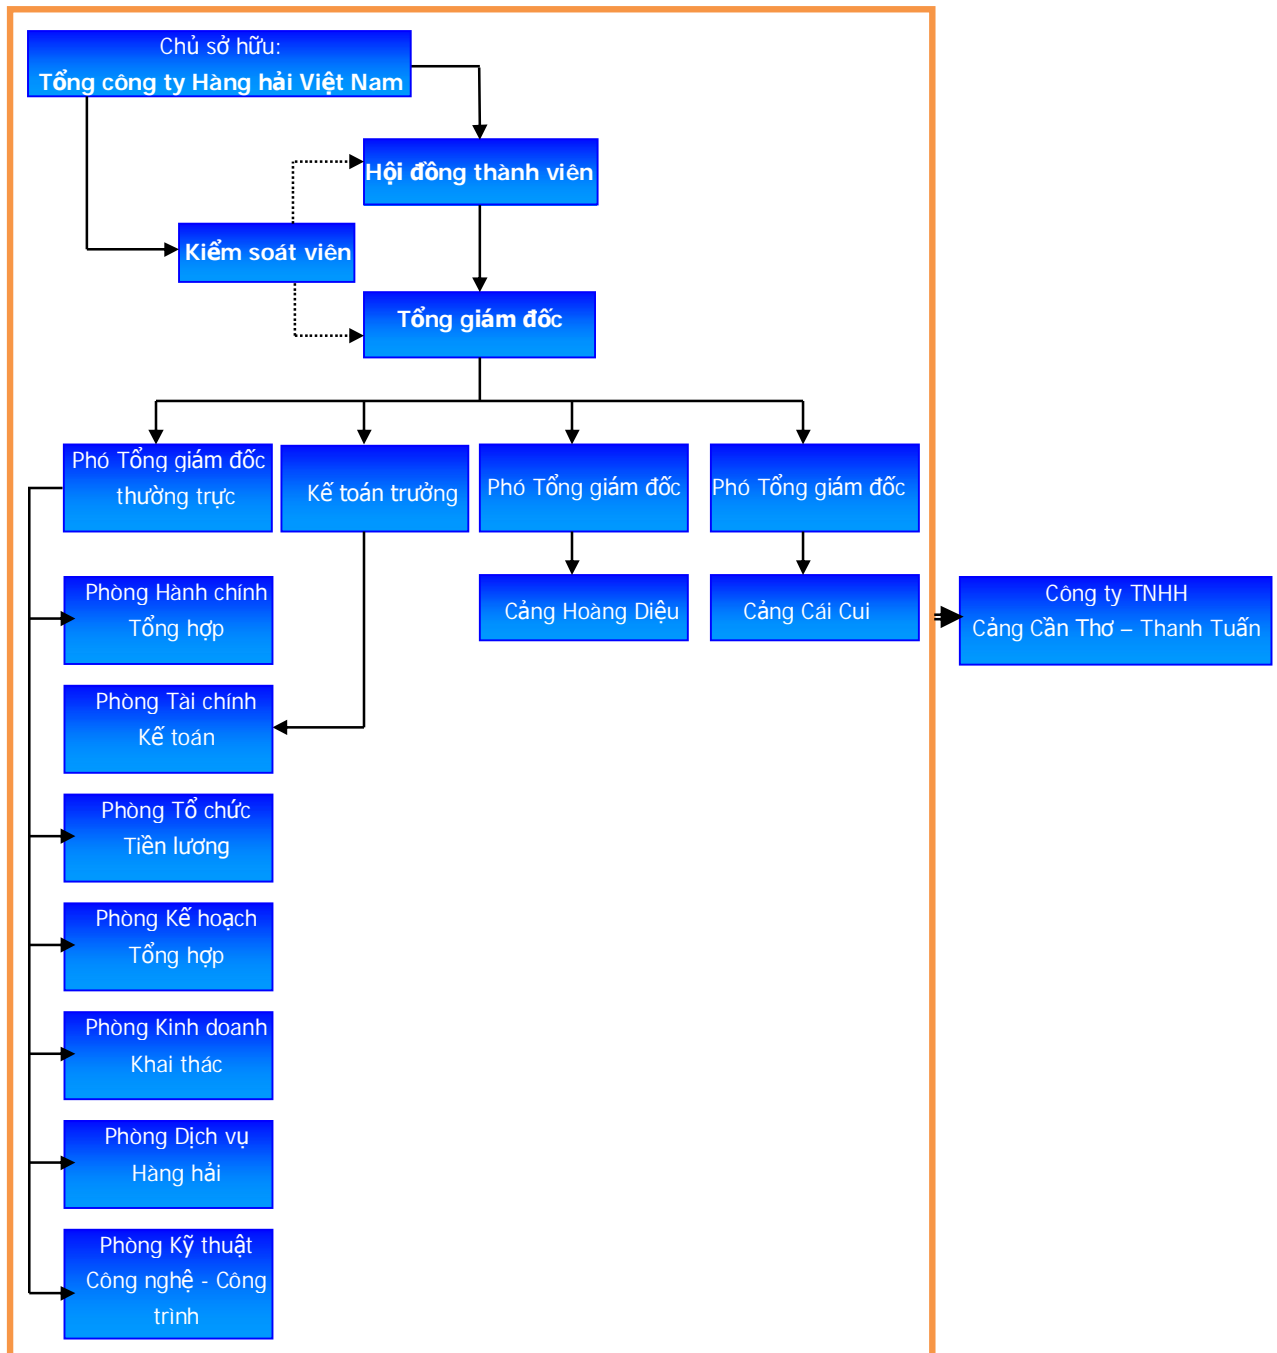 Chủ sở hữu:
Tổng công ty Hàng hải Việt Nam
Hội đồng thành viên
Kiểm soát viên
Tổng giám đốc
Phó Tổng giám đốc
thường trực
Kế toán trưởng
Phó Tổng giám đốc
Phó Tổng giám đốc
Phòng Hành chính
Tổng hợp
Cảng Hoàng Diệu
Cảng Cái Cui
Công ty TNHH
Cảng Cần Thơ – Thanh Tuấn
Phòng Tài chính
Kế toán
Phòng Tổ chức
Tiền lương
Phòng Kế hoạch
Tổng hợp
Phòng Kinh doanh
Khai thác
Phòng Dịch vụ
Hàng hải
Phòng Kỹ thuật
Công nghệ - Công
trình